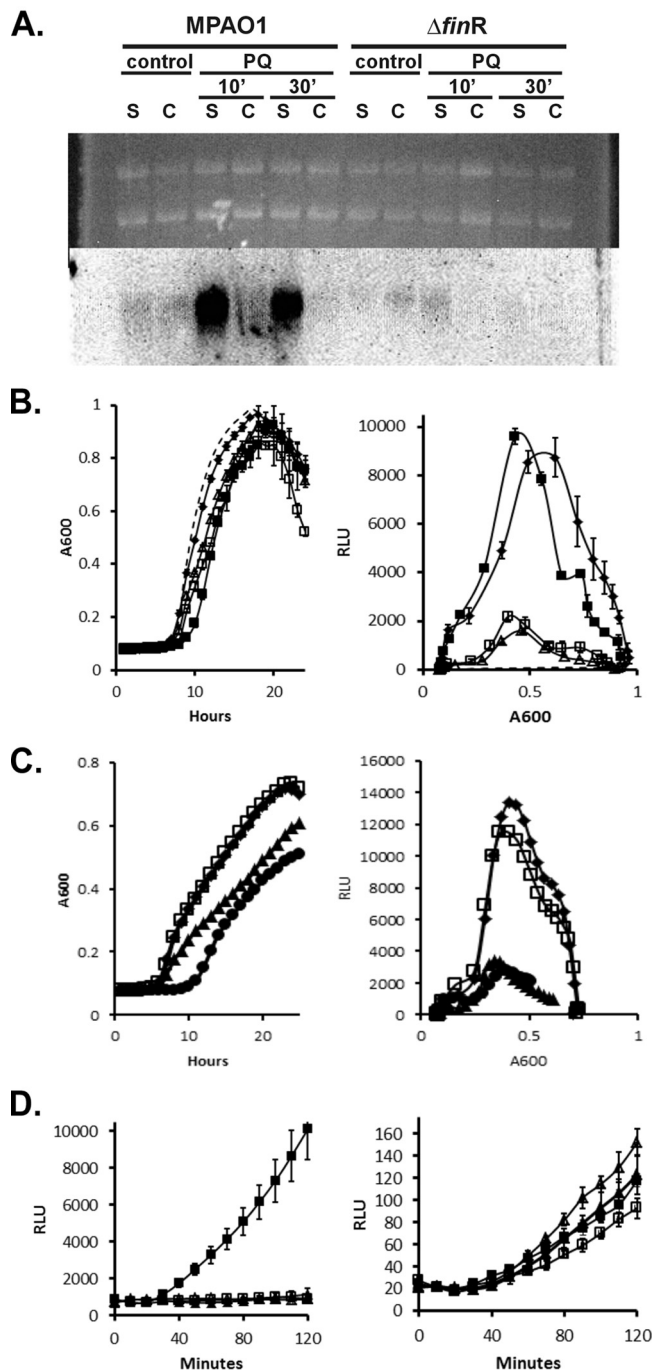 A.
MPAO1 ΔfinR
control PQ control PQ
10' 30' 10' 30'
S C S C S C S C S C S C
B.
1
0.8
0.6
0.4
0.2
0
A600
0 10 20
Hours
10000
8000
6000
4000
2000
0
RLU
0 0.5 1
A600
C.
0.8
0.6
0.4
0.2
0
A600
0 10 20
Hours
16000
14000
12000
10000
8000
6000
4000
2000
0
RLU
0 0.5 1
A600
D.
10000
8000
6000
4000
2000
0
RLU
0 40 80 120
Minutes
160
140
120
100
80
60
40
20
0
RLU
0 40 80 120
Minutes